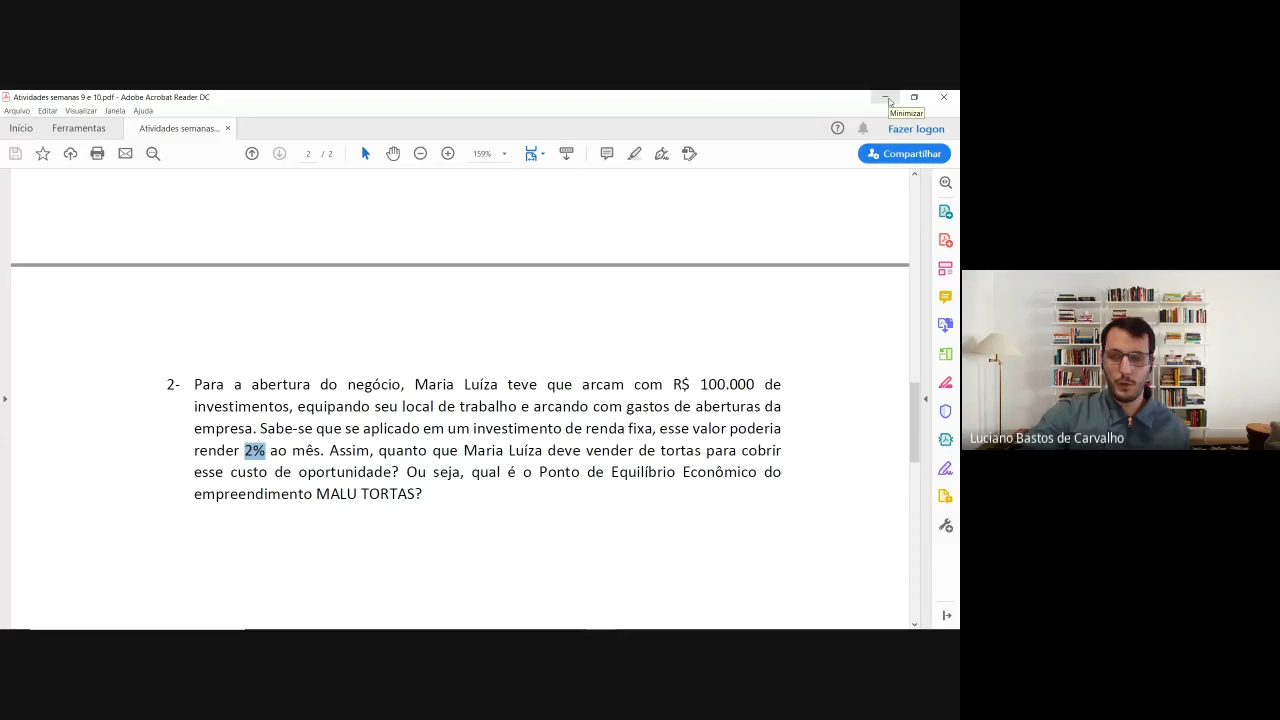 Atividades semanas 9 e 10.pdf - Adobe Acrobat Reader DC
Arquivo Editar Visualizar Janela Ajuda
Minimizar
Início Ferramentas Atividades semanas... ×
Fazer logon
2 / 2 159%
Compartilhar
2- Para a abertura do negócio, Maria Luíza teve que arcam com R$ 100.000 de
investimentos, equipando seu local de trabalho e arcando com gastos de aberturas da
empresa. Sabe-se que se aplicado em um investimento de renda fixa, esse valor poderia
render 2% ao mês. Assim, quanto que Maria Luíza deve vender de tortas para cobrir
esse custo de oportunidade? Ou seja, qual é o Ponto de Equilíbrio Econômico do
empreendimento MALU TORTAS?
Luciano Bastos de Carvalho